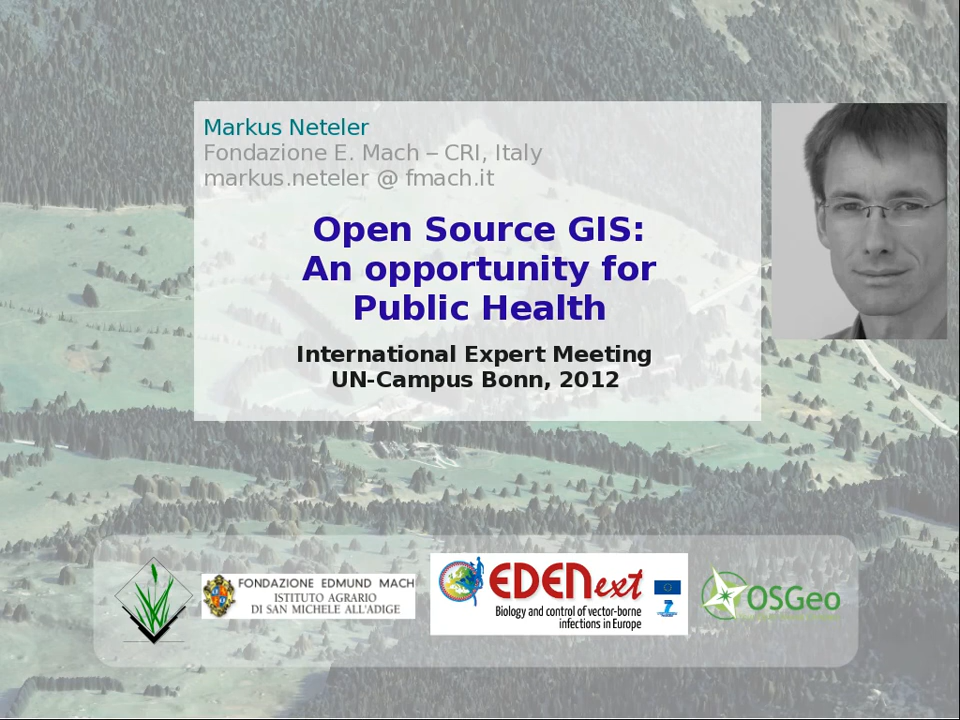 Markus Neteler
Fondazione E. Mach – CRI, Italy
markus.neteler @ fmach.it
Open Source GIS:
An opportunity for
Public Health
International Expert Meeting
UN-Campus Bonn, 2012
FONDAZIONE EDMUND MACH
ISTITUTO AGRARIO
DI SAN MICHELE ALL'ADIGE
EDENext
Biology and control of vector-borne
infections in Europe
OSGeo